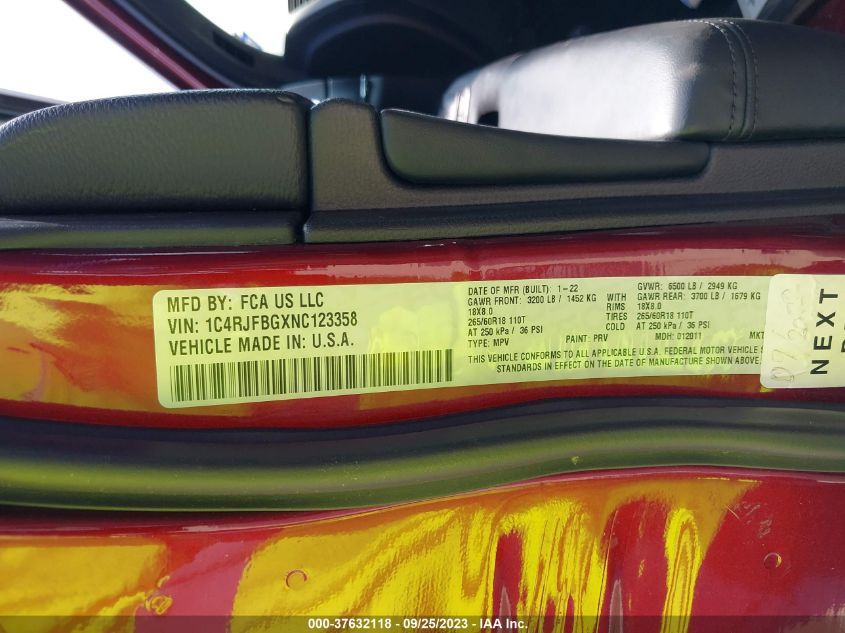 MFD BY: FCA US LLC
VIN: 1C4RJFBGXNC123358
VEHICLE MADE IN: U.S.A.
DATE OF MFR (BUILT): 1-22 GVWR: 6500 LB / 2949 KG
GAWR FRONT: 3200 LB / 1452 KG WITH GAWR REAR: 3700 LB / 1679 KG
18X8.0 RIMS 18X8.0
265/60R18 110T TIRES 265/60R18 110T
AT 250 kPa / 36 PSI COLD AT 250 kPa / 36 PSI
TYPE: MPV PAINT: PRV MDH: 012011 MKT
THIS VEHICLE CONFORMS TO ALL APPLICABLE U.S.A. FEDERAL MOTOR VEHICLE S
STANDARDS IN EFFECT ON THE DATE OF MANUFACTURE SHOWN ABOVE
NEXT
000-37632118 - 09/25/2023 - IAA Inc.